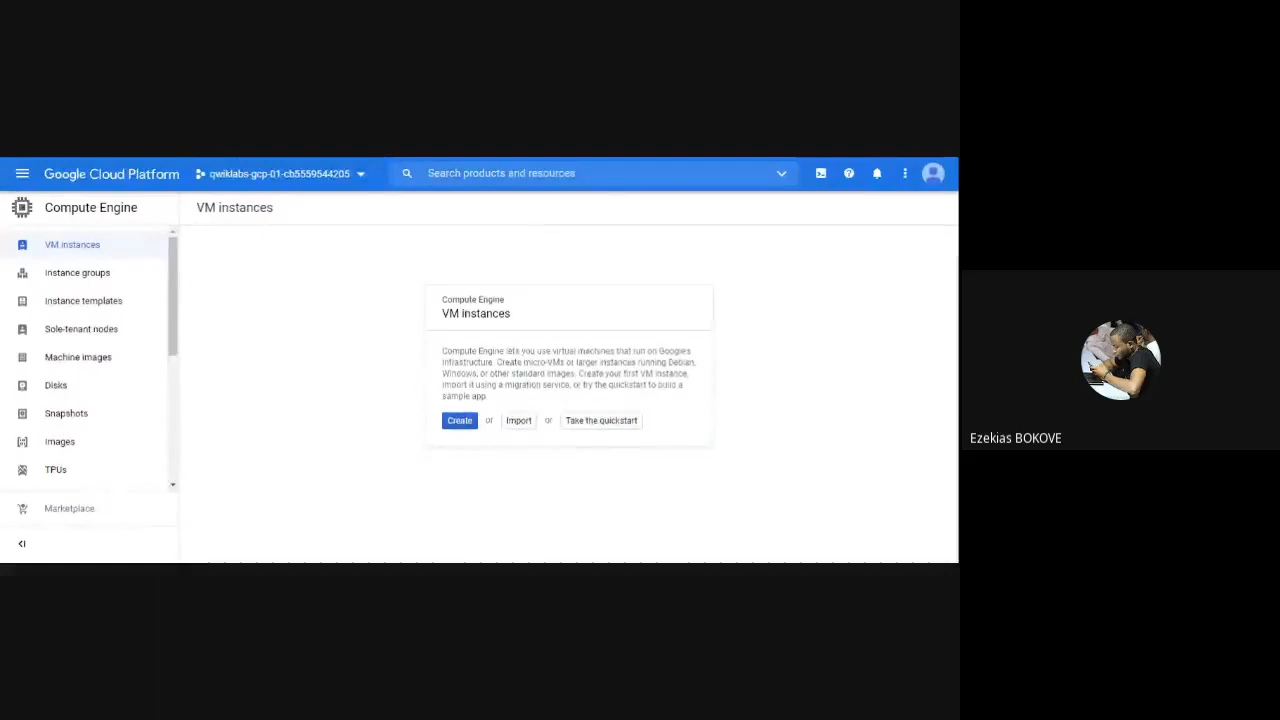 Google Cloud Platform
qwiklabs-gcp-01-cb5559544205
Search products and resources
Compute Engine
VM instances
VM instances
Instance groups
Instance templates
Sole-tenant nodes
Machine images
Disks
Snapshots
Images
TPUs
Marketplace
Compute Engine
VM instances
Compute Engine lets you use virtual machines that run on Google's
infrastructure. Create micro-VMs or larger instances running Debian,
Windows, or other standard images. Create your first VM instance,
import it using a migration service, or try the quickstart to build a
sample app.
Create or Import or Take the quickstart
Ezekias BOKOVE